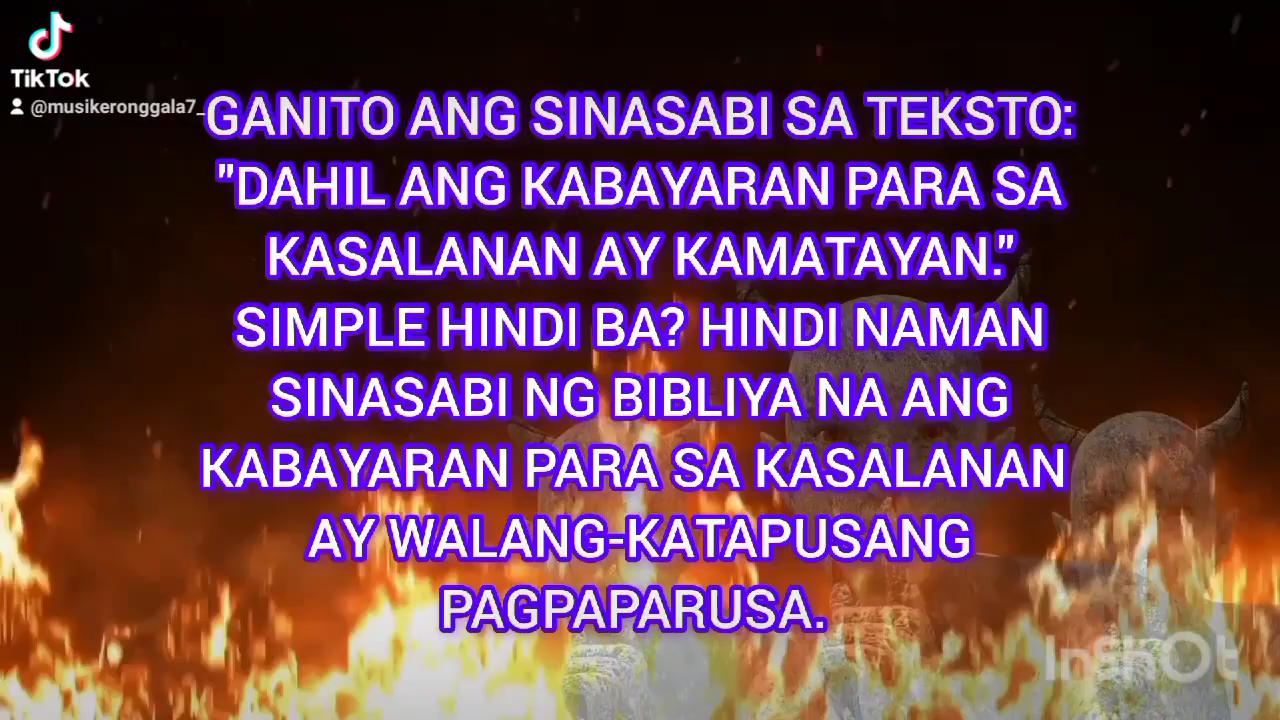 TikTok
@musikeronggala7_
GANITO ANG SINASABI SA TEKSTO:
"DAHIL ANG KABAYARAN PARA SA
KASALANAN AY KAMATAYAN."
SIMPLE HINDI BA? HINDI NAMAN
SINASABI NG BIBLIYA NA ANG
KABAYARAN PARA SA KASALANAN
AY WALANG-KATAPUSANG
PAGPAPARUSA.
InShOt